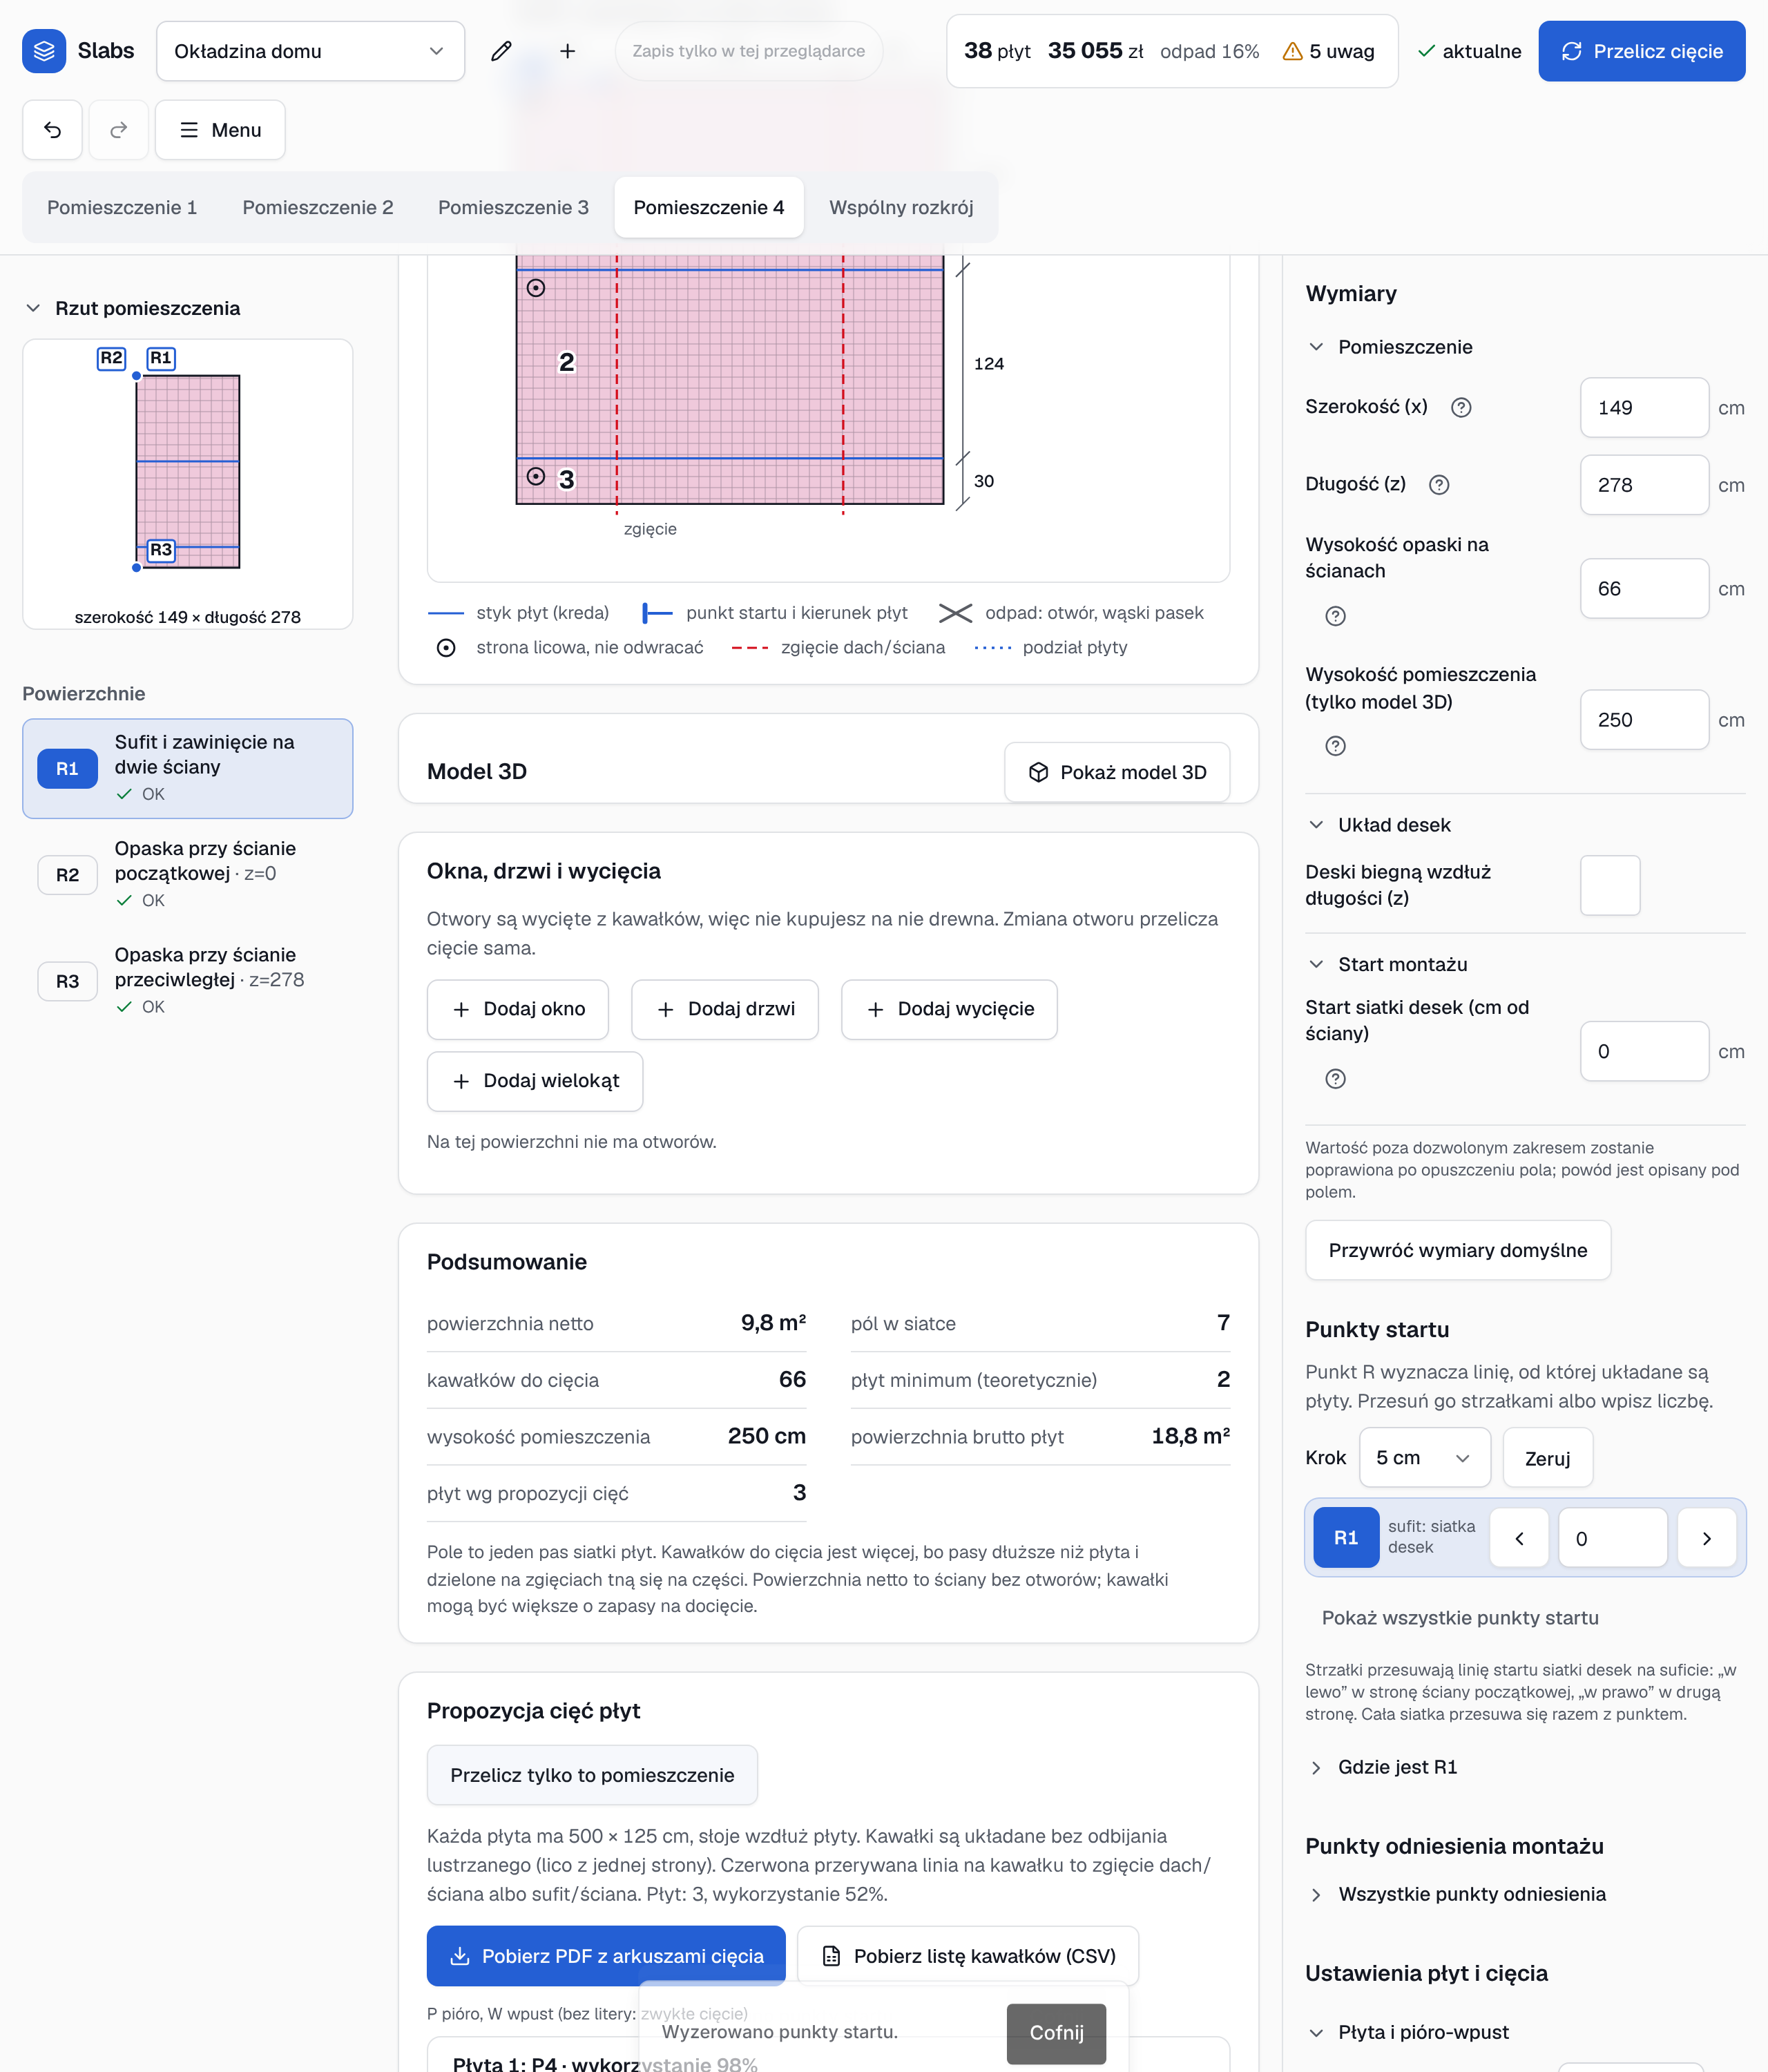 Slabs
Okładzina domu
Zapis tylko w tej przeglądarce
38 płyt 35 055 zł odpad 16% 5 uwag
aktualne
Przelicz cięcie
Menu
Pomieszczenie 1
Pomieszczenie 2
Pomieszczenie 3
Pomieszczenie 4
Wspólny rozkrój
Rzut pomieszczenia
R2 R1
R3
szerokość 149 × długość 278
Powierzchnie
R1
Sufit i zawinięcie na
dwie ściany
OK
R2
Opaska przy ścianie
początkowej · z=0
OK
R3
Opaska przy ścianie
przeciwległej · z=278
OK
2
124
3
30
zgięcie
styk płyt (kreda)
punkt startu i kierunek płyt
odpad: otwór, wąski pasek
strona licowa, nie odwracać
zgięcie dach/ściana
podział płyty
Model 3D
Pokaż model 3D
Okna, drzwi i wycięcia
Otwory są wycięte z kawałków, więc nie kupujesz na nie drewna. Zmiana otworu przelicza
cięcie sama.
Dodaj okno
Dodaj drzwi
Dodaj wycięcie
Dodaj wielokąt
Na tej powierzchni nie ma otworów.
Podsumowanie
powierzchnia netto 9,8 m²
pól w siatce 7
kawałków do cięcia 66
płyt minimum (teoretycznie) 2
wysokość pomieszczenia 250 cm
powierzchnia brutto płyt 18,8 m²
płyt wg propozycji cięć 3
Pole to jeden pas siatki płyt. Kawałków do cięcia jest więcej, bo pasy dłuższe niż płyta i
dzielone na zgięciach tną się na części. Powierzchnia netto to ściany bez otworów; kawałki
mogą być większe o zapasy na docięcie.
Propozycja cięć płyt
Przelicz tylko to pomieszczenie
Każda płyta ma 500 × 125 cm, słoje wzdłuż płyty. Kawałki są układane bez odbijania
lustrzanego (lico z jednej strony). Czerwona przerywana linia na kawałku to zgięcie dach/
ściana albo sufit/ściana. Płyt: 3, wykorzystanie 52%.
Pobierz PDF z arkuszami cięcia
Pobierz listę kawałków (CSV)
P pióro, W wpust (bez litery: zwykłe cięcie)
Wyzerowano punkty startu.
Cofnij
Płyta 1: P4 · wykorzystanie 98%
Wymiary
Pomieszczenie
Szerokość (x)
149 cm
Długość (z)
278 cm
Wysokość opaski na
ścianach
66 cm
Wysokość pomieszczenia
(tylko model 3D)
250 cm
Układ desek
Deski biegną wzdłuż
długości (z)
Start montażu
Start siatki desek (cm od
ściany)
0 cm
Wartość poza dozwolonym zakresem zostanie
poprawiona po opuszczeniu pola; powód jest opisany pod
polem.
Przywróć wymiary domyślne
Punkty startu
Punkt R wyznacza linię, od której układane są
płyty. Przesuń go strzałkami albo wpisz liczbę.
Krok
5 cm
Zeruj
R1
sufit: siatka
desek
0
Pokaż wszystkie punkty startu
Strzałki przesuwają linię startu siatki desek na suficie: „w
lewo” w stronę ściany początkowej, „w prawo” w drugą
stronę. Cała siatka przesuwa się razem z punktem.
Gdzie jest R1
Punkty odniesienia montażu
Wszystkie punkty odniesienia
Ustawienia płyt i cięcia
Płyta i pióro-wpust